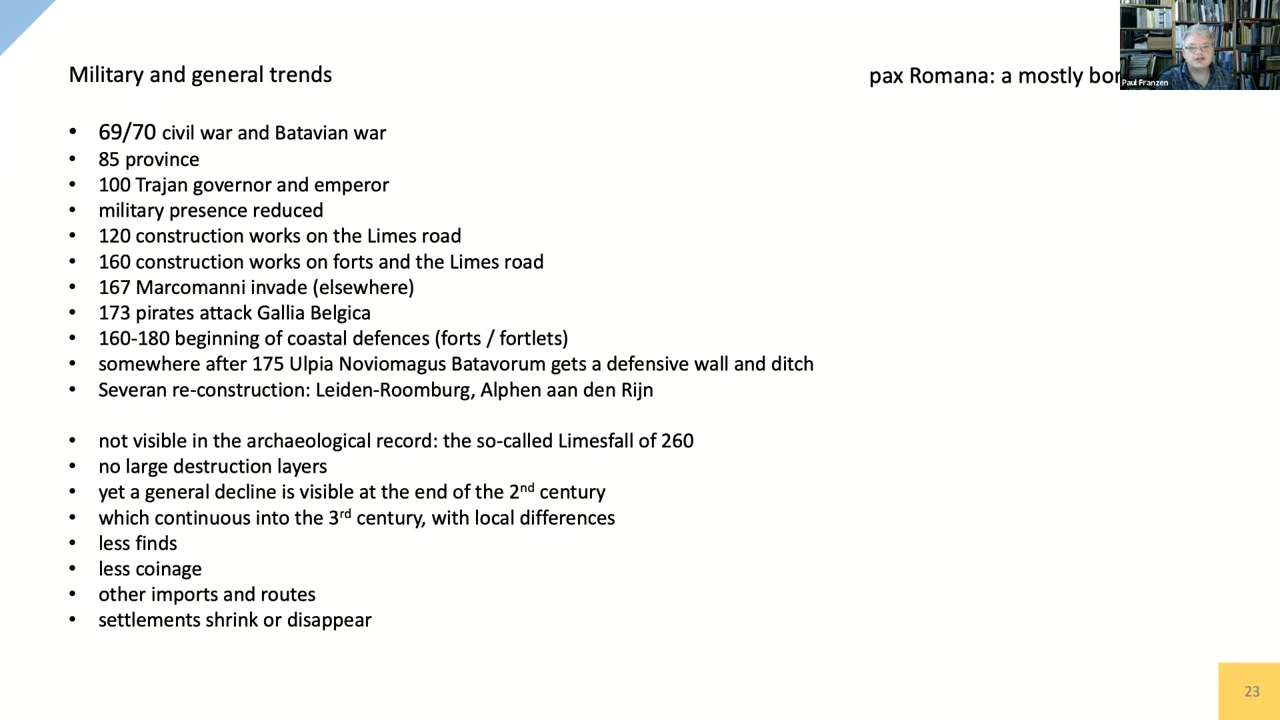 Military and general trends
pax Romana: a mostly
Paul Franzen
• 69/70 civil war and Batavian war
• 85 province
• 100 Trajan governor and emperor
• military presence reduced
• 120 construction works on the Limes road
• 160 construction works on forts and the Limes road
• 167 Marcomanni invade (elsewhere)
• 173 pirates attack Gallia Belgica
• 160-180 beginning of coastal defences (forts / fortlets)
• somewhere after 175 Ulpia Noviomagus Batavorum gets a defensive wall and ditch
• Severan re-construction: Leiden-Roomburg, Alphen aan den Rijn
• not visible in the archaeological record: the so-called Limesfall of 260
• no large destruction layers
• yet a general decline is visible at the end of the 2nd century
• which continuous into the 3rd century, with local differences
• less finds
• less coinage
• other imports and routes
• settlements shrink or disappear
23